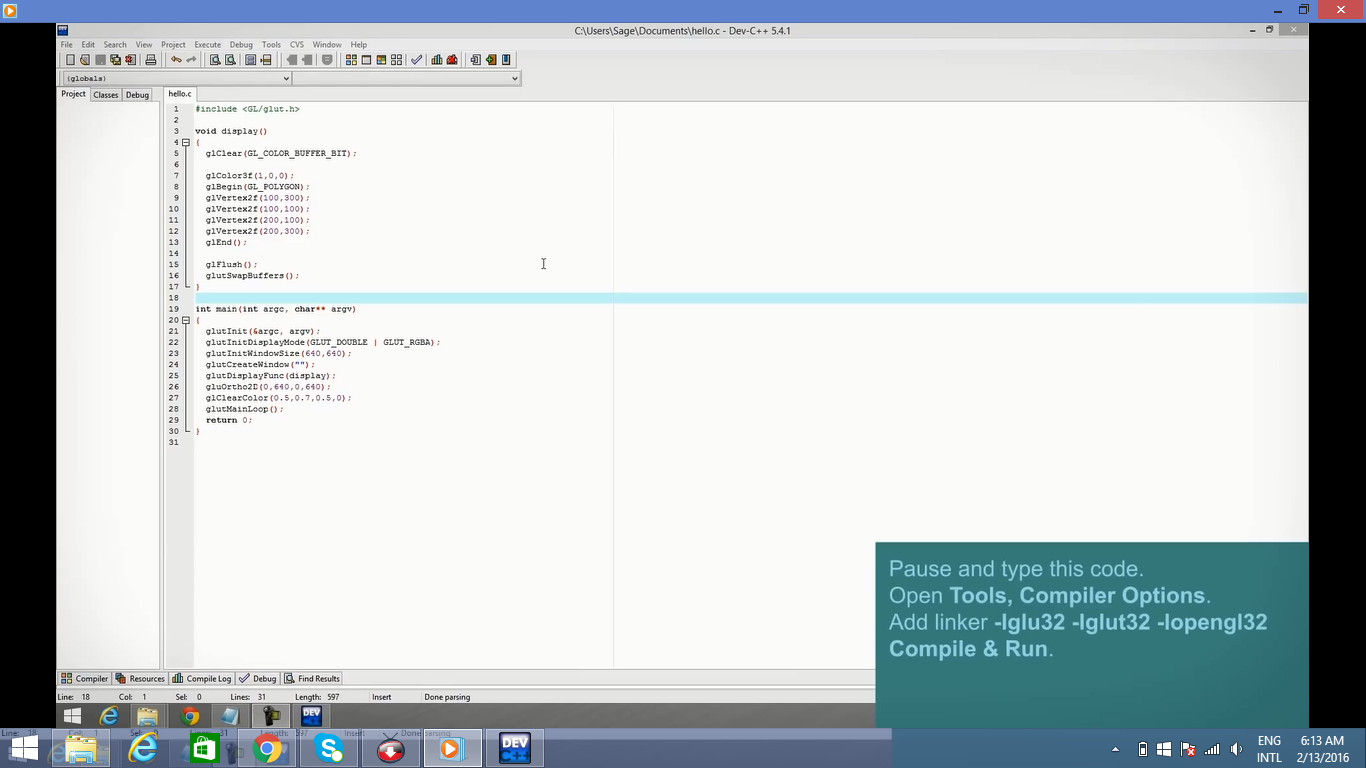 C:\Users\Sage\Documents\hello.c - Dev-C++ 5.4.1
File Edit Search View Project Execute Debug Tools CVS Window Help
(globals)
Project Classes Debug hello.c
1 #include <GL/glut.h>
2
3 void display()
4 {
5 glClear(GL_COLOR_BUFFER_BIT);
6
7 glColor3f(1,0,0);
8 glBegin(GL_POLYGON);
9 glVertex2f(100,300);
10 glVertex2f(100,100);
11 glVertex2f(200,100);
12 glVertex2f(200,300);
13 glEnd();
14
15 glFlush();
16 glutSwapBuffers();
17 }
18
19 int main(int argc, char** argv)
20 {
21 glutInit(&argc, argv);
22 glutInitDisplayMode(GLUT_DOUBLE | GLUT_RGBA);
23 glutInitWindowSize(640,640);
24 glutCreateWindow("");
25 glutDisplayFunc(display);
26 gluOrtho2D(0,640,0,640);
27 glClearColor(0.5,0.7,0.5,0);
28 glutMainLoop();
29 return 0;
30 }
31
Pause and type this code.
Open Tools, Compiler Options.
Add linker -lglu32 -lglut32 -lopengl32
Compile & Run.
Compiler Resources Compile Log Debug Find Results
Line: 18 Col: 1 Sel: 0 Lines: 31 Length: 597 Insert Done parsing
DEV
DEV
ENG 6:13 AM
INTL 2/13/2016